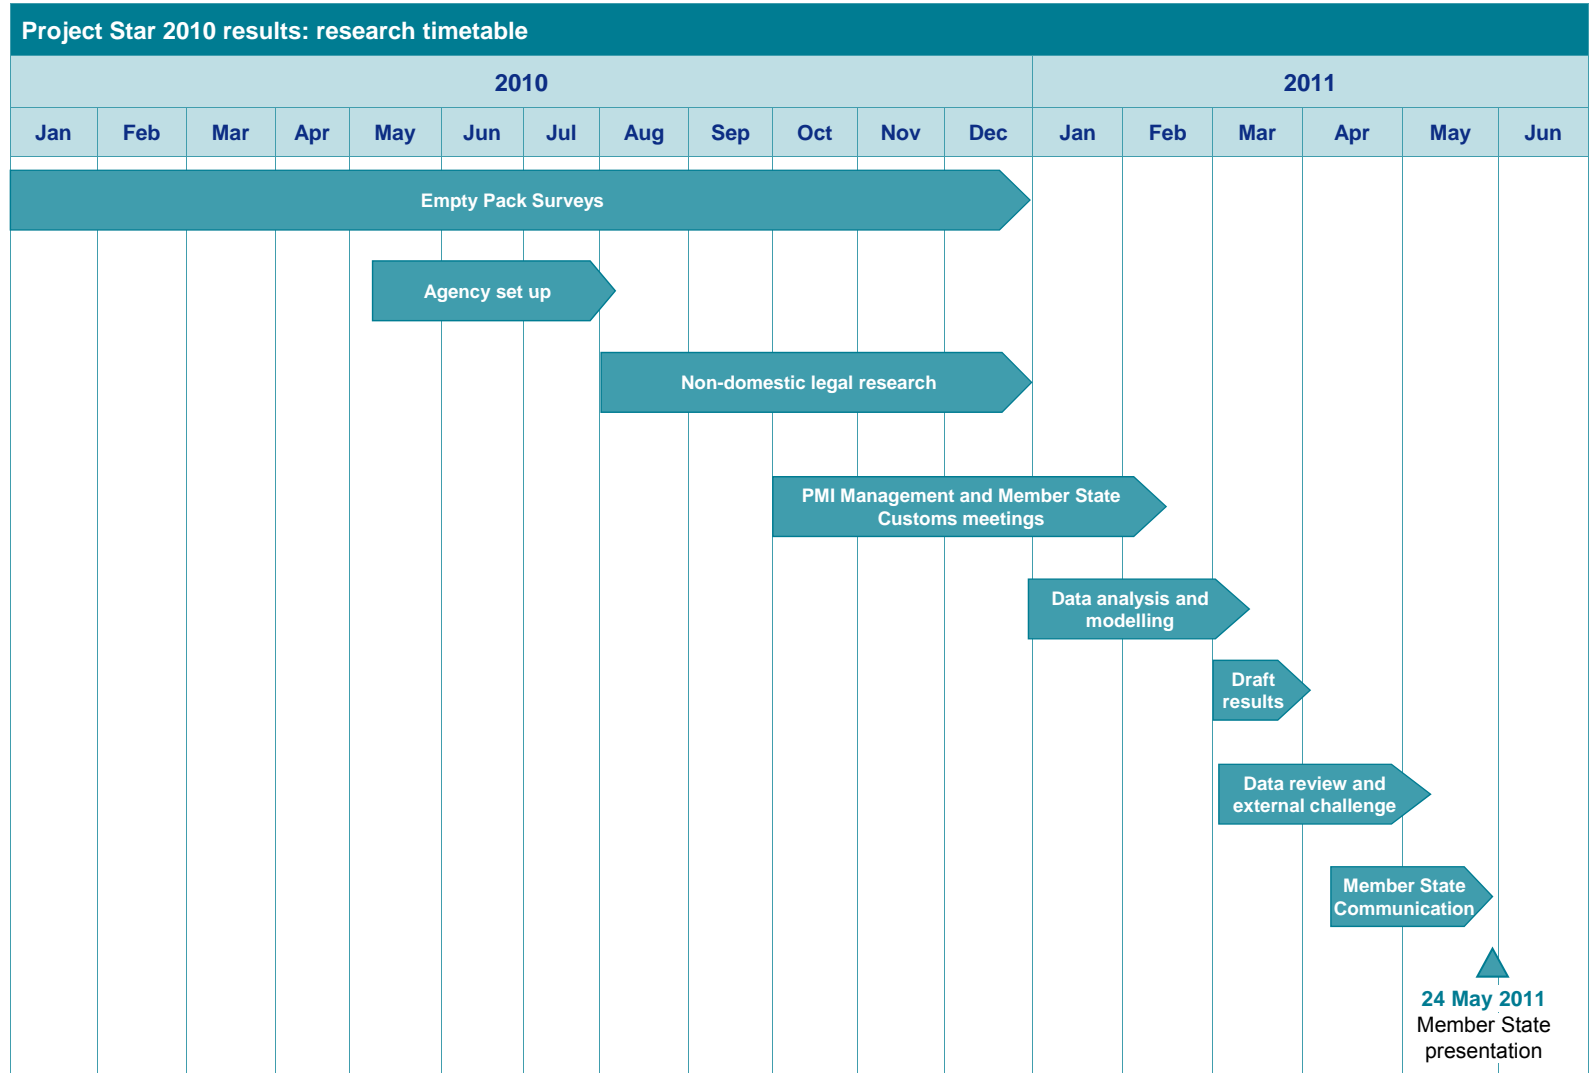 Project Star 2010 results: research timetable
2010 2011
Jan Feb Mar Apr May Jun Jul Aug Sep Oct Nov Dec Jan Feb Mar Apr May Jun
Empty Pack Surveys
Agency set up
Non-domestic legal research
PMI Management and Member State
Customs meetings
Data analysis and
modelling
Draft
results
Data review and
external challenge
Member State
Communication
24 May 2011
Member State
presentation